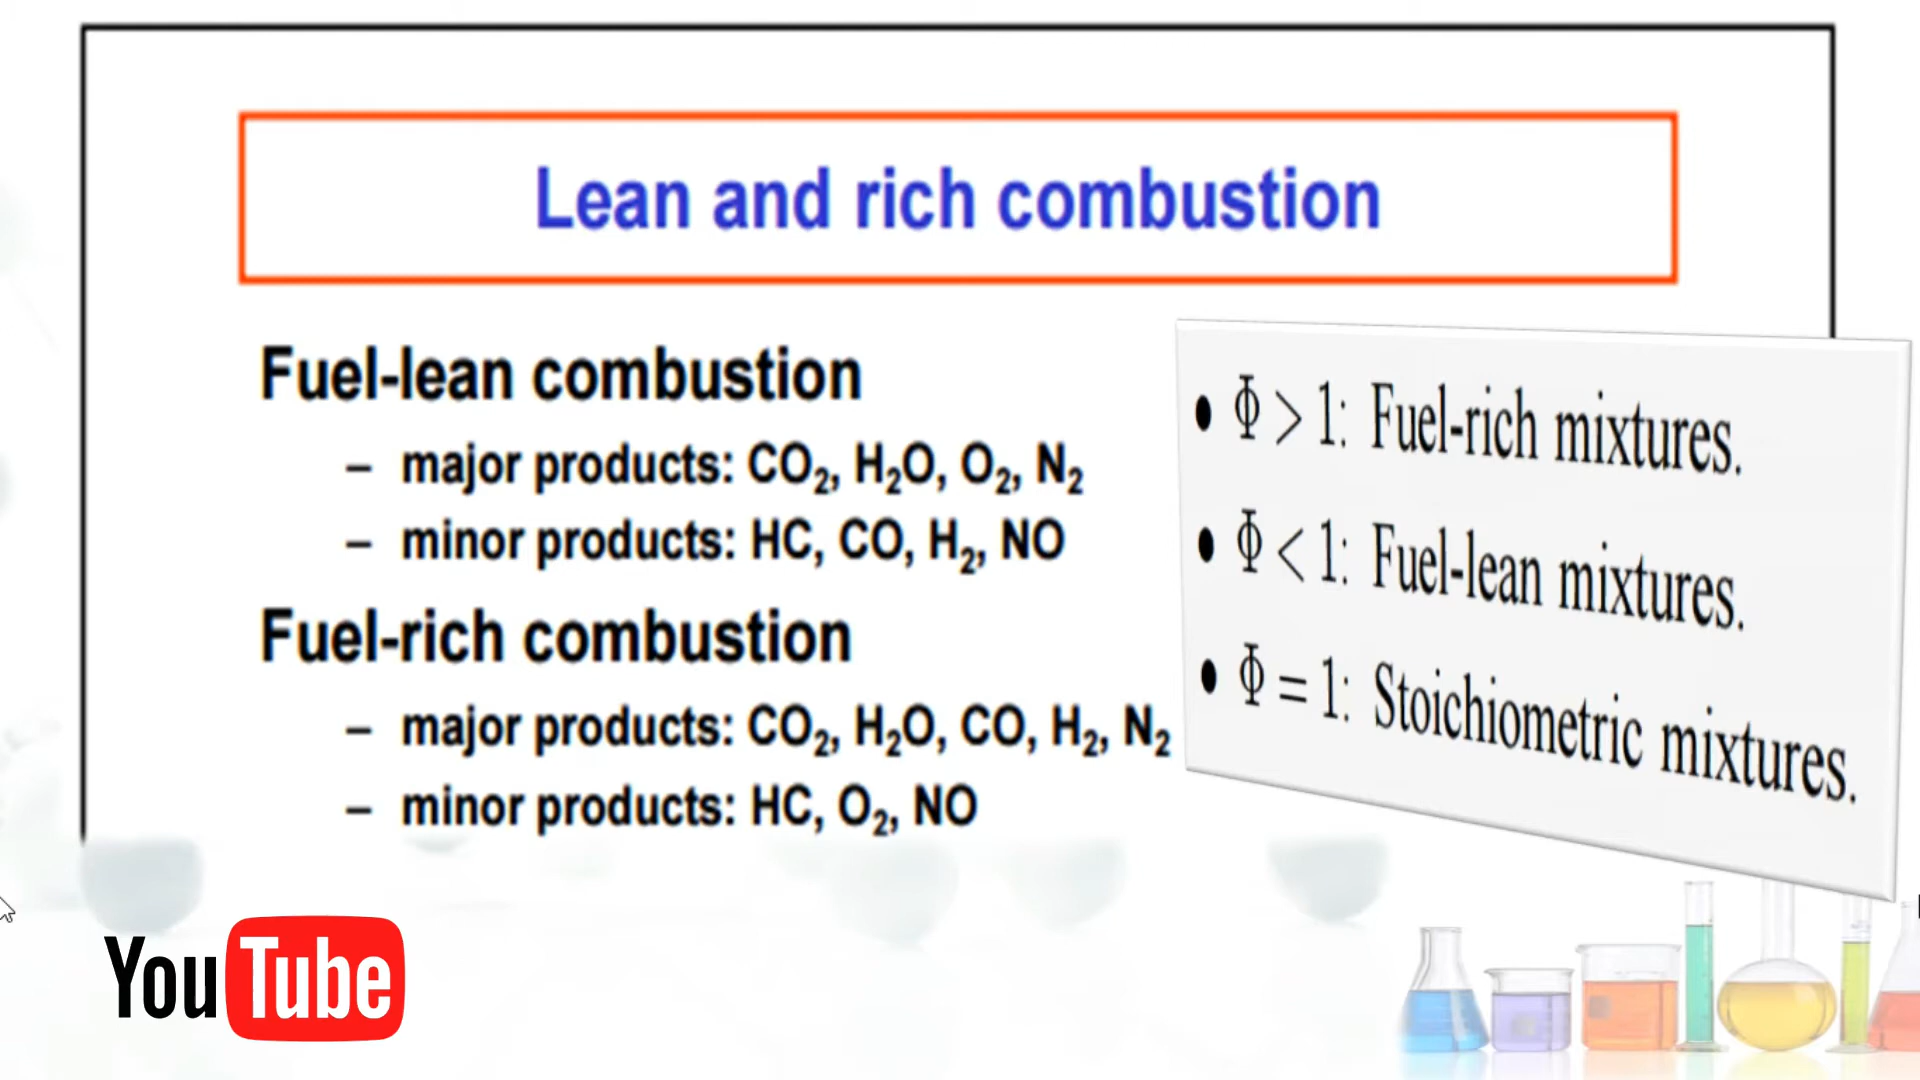 Lean and rich combustion
Fuel-lean combustion
– major products: CO₂, H₂O, O₂, N₂
– minor products: HC, CO, H₂, NO
Fuel-rich combustion
– major products: CO₂, H₂O, CO, H₂, N₂
– minor products: HC, O₂, NO
• Φ > 1: Fuel-rich mixtures.
• Φ < 1: Fuel-lean mixtures.
• Φ = 1: Stoichiometric mixtures.
YouTube